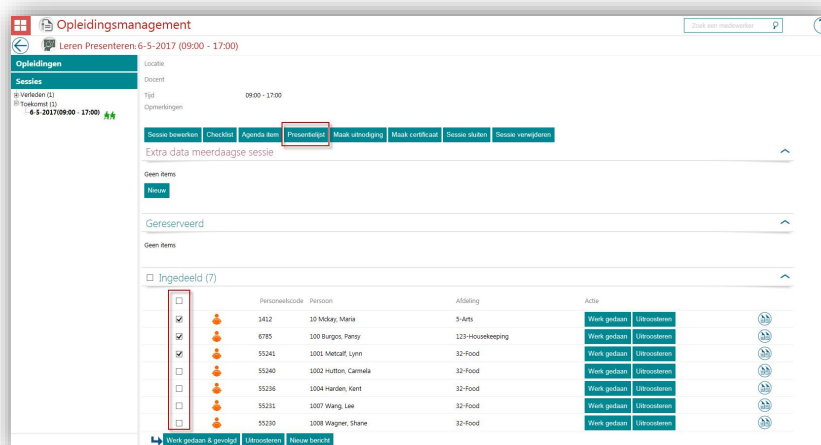 Opleidingsmanagement
Zoek een medewerker
Leren Presenteren: 6-5-2017 (09:00 - 17:00)
Opleidingen
Sessies
Verleden (1)
Toekomst (1)
6-5-2017(09:00 - 17:00)
Locatie
Docent
Tijd 09:00 - 17:00
Opmerkingen
Sessie bewerken Checklist Agenda item Presentielijst Maak uitnodiging Maak certificaat Sessie sluiten Sessie verwijderen
Extra data meerdaagse sessie
Geen items
Nieuw
Gereserveerd
Geen items
Ingedeeld (7)
Personeelscode Persoon Afdeling Actie
1412 10 Mckay, Maria 5-Arts Werk gedaan Uitroosteren
6785 100 Burgos, Pansy 123-Housekeeping Werk gedaan Uitroosteren
55241 1001 Metcalf, Lynn 32-Food Werk gedaan Uitroosteren
55240 1002 Hutton, Carmela 32-Food Werk gedaan Uitroosteren
55236 1004 Harden, Kent 32-Food Werk gedaan Uitroosteren
55231 1007 Wang, Lee 32-Food Werk gedaan Uitroosteren
55230 1008 Wagner, Shane 32-Food Werk gedaan Uitroosteren
Werk gedaan & gevolgd Uitroosteren Nieuw bericht